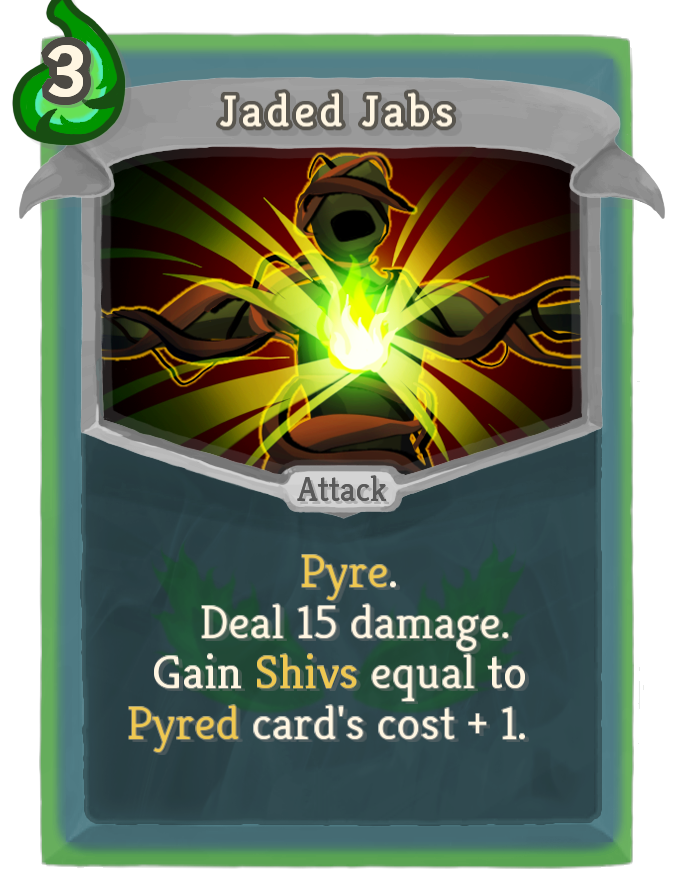 3
Jaded Jabs
Attack
Pyre.
Deal 15 damage.
Gain Shivs equal to
Pyred card's cost + 1.